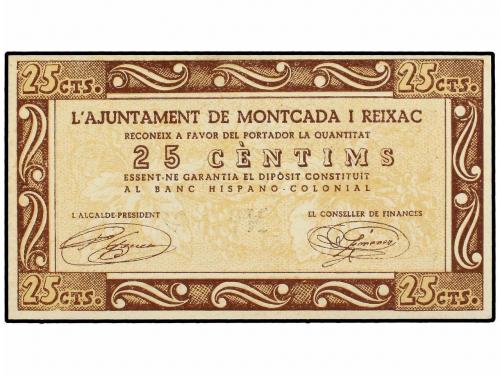 25 CTS. 25 CTS.
L'AJUNTAMENT DE MONTCADA I REIXAC
RECONEIX A FAVOR DEL PORTADOR LA QUANTITAT
25 CÈNTIMS
ESSENT-NE GARANTIA EL DIPÒSIT CONSTITUÏT
AL BANC HISPANO-COLONIAL
L'ALCALDE-PRESIDENT EL CONSELLER DE FINANCES
25 CTS. 25 CTS.